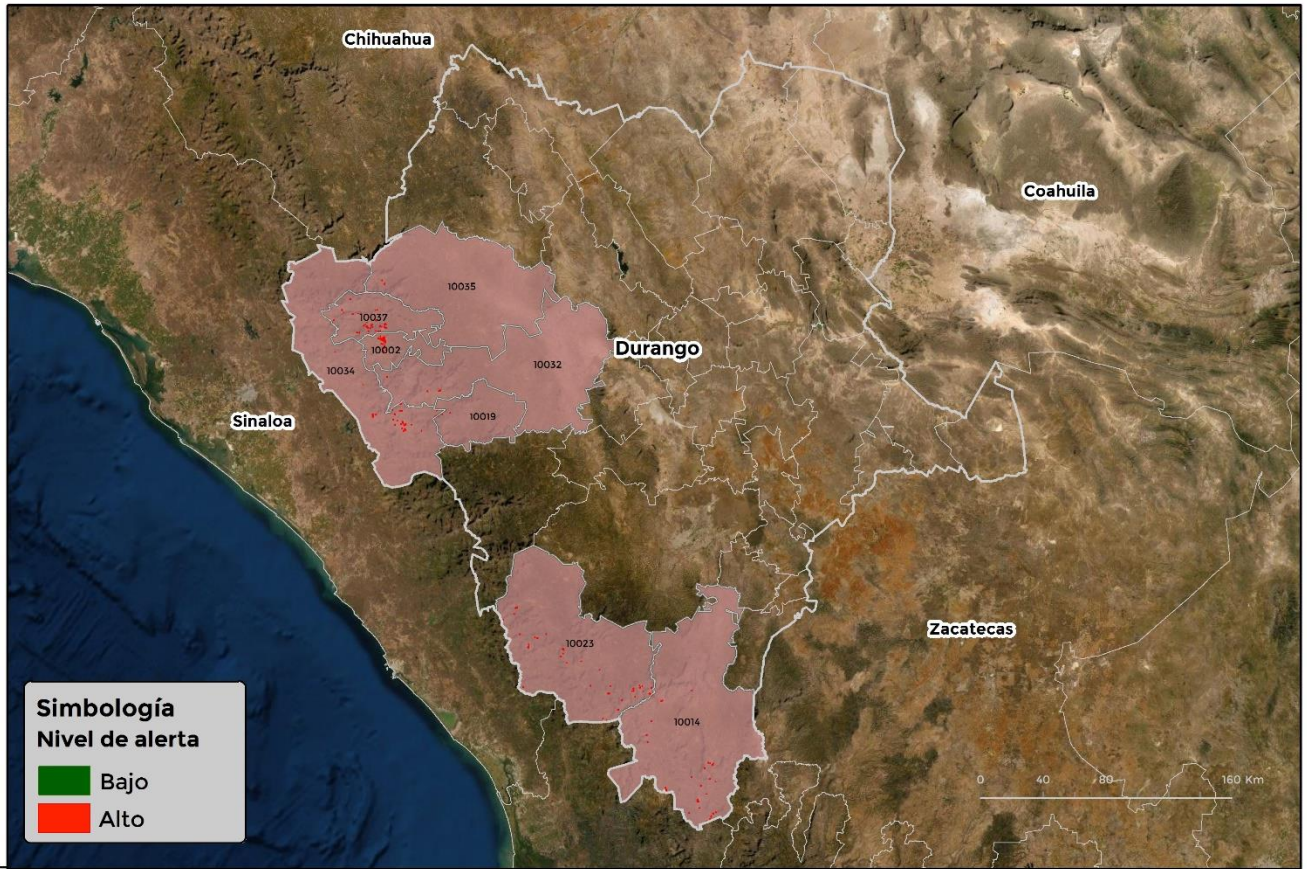 Chihuahua
Coahuila
10035
10037
10002
Durango
10032
10034
10019
Sinaloa
10023
Zacatecas
10014
Simbología
Nivel de alerta
Bajo
Alto
0 40 80 160 Km